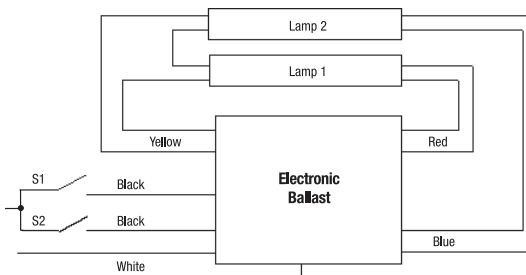 Lamp 2
Lamp 1
Yellow
Red
S1
Black
Electronic
Ballast
S2
Black
Blue
White